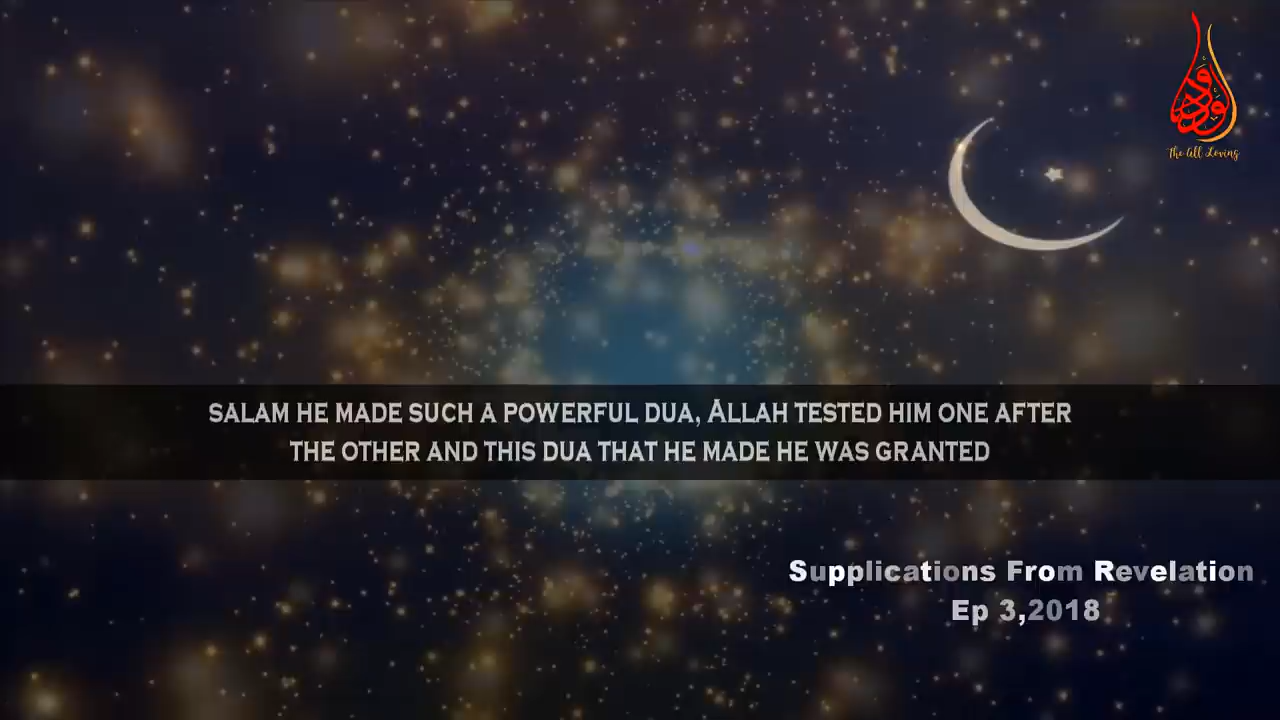 الودود
The All Loving
SALAM HE MADE SUCH A POWERFUL DUA, ALLAH TESTED HIM ONE AFTER
THE OTHER AND THIS DUA THAT HE MADE HE WAS GRANTED
Supplications From Revelation
Ep 3,2018